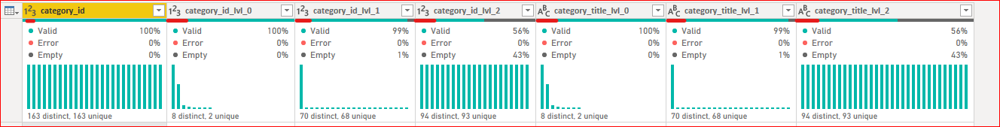 123 category_id 123 category_id_lvl_0 123 category_id_lvl_1 123 category_id_lvl_2 ABC category_title_lvl_0 ABC category_title_lvl_1 ABC category_title_lvl_2
Valid 100% Valid 100% Valid 99% Valid 56% Valid 100% Valid 99% Valid 56%
Error 0% Error 0% Error 0% Error 0% Error 0% Error 0% Error 0%
Empty 0% Empty 0% Empty 1% Empty 43% Empty 0% Empty 1% Empty 43%
163 distinct, 163 unique 8 distinct, 2 unique 70 distinct, 68 unique 94 distinct, 93 unique 8 distinct, 2 unique 70 distinct, 68 unique 94 distinct, 93 unique